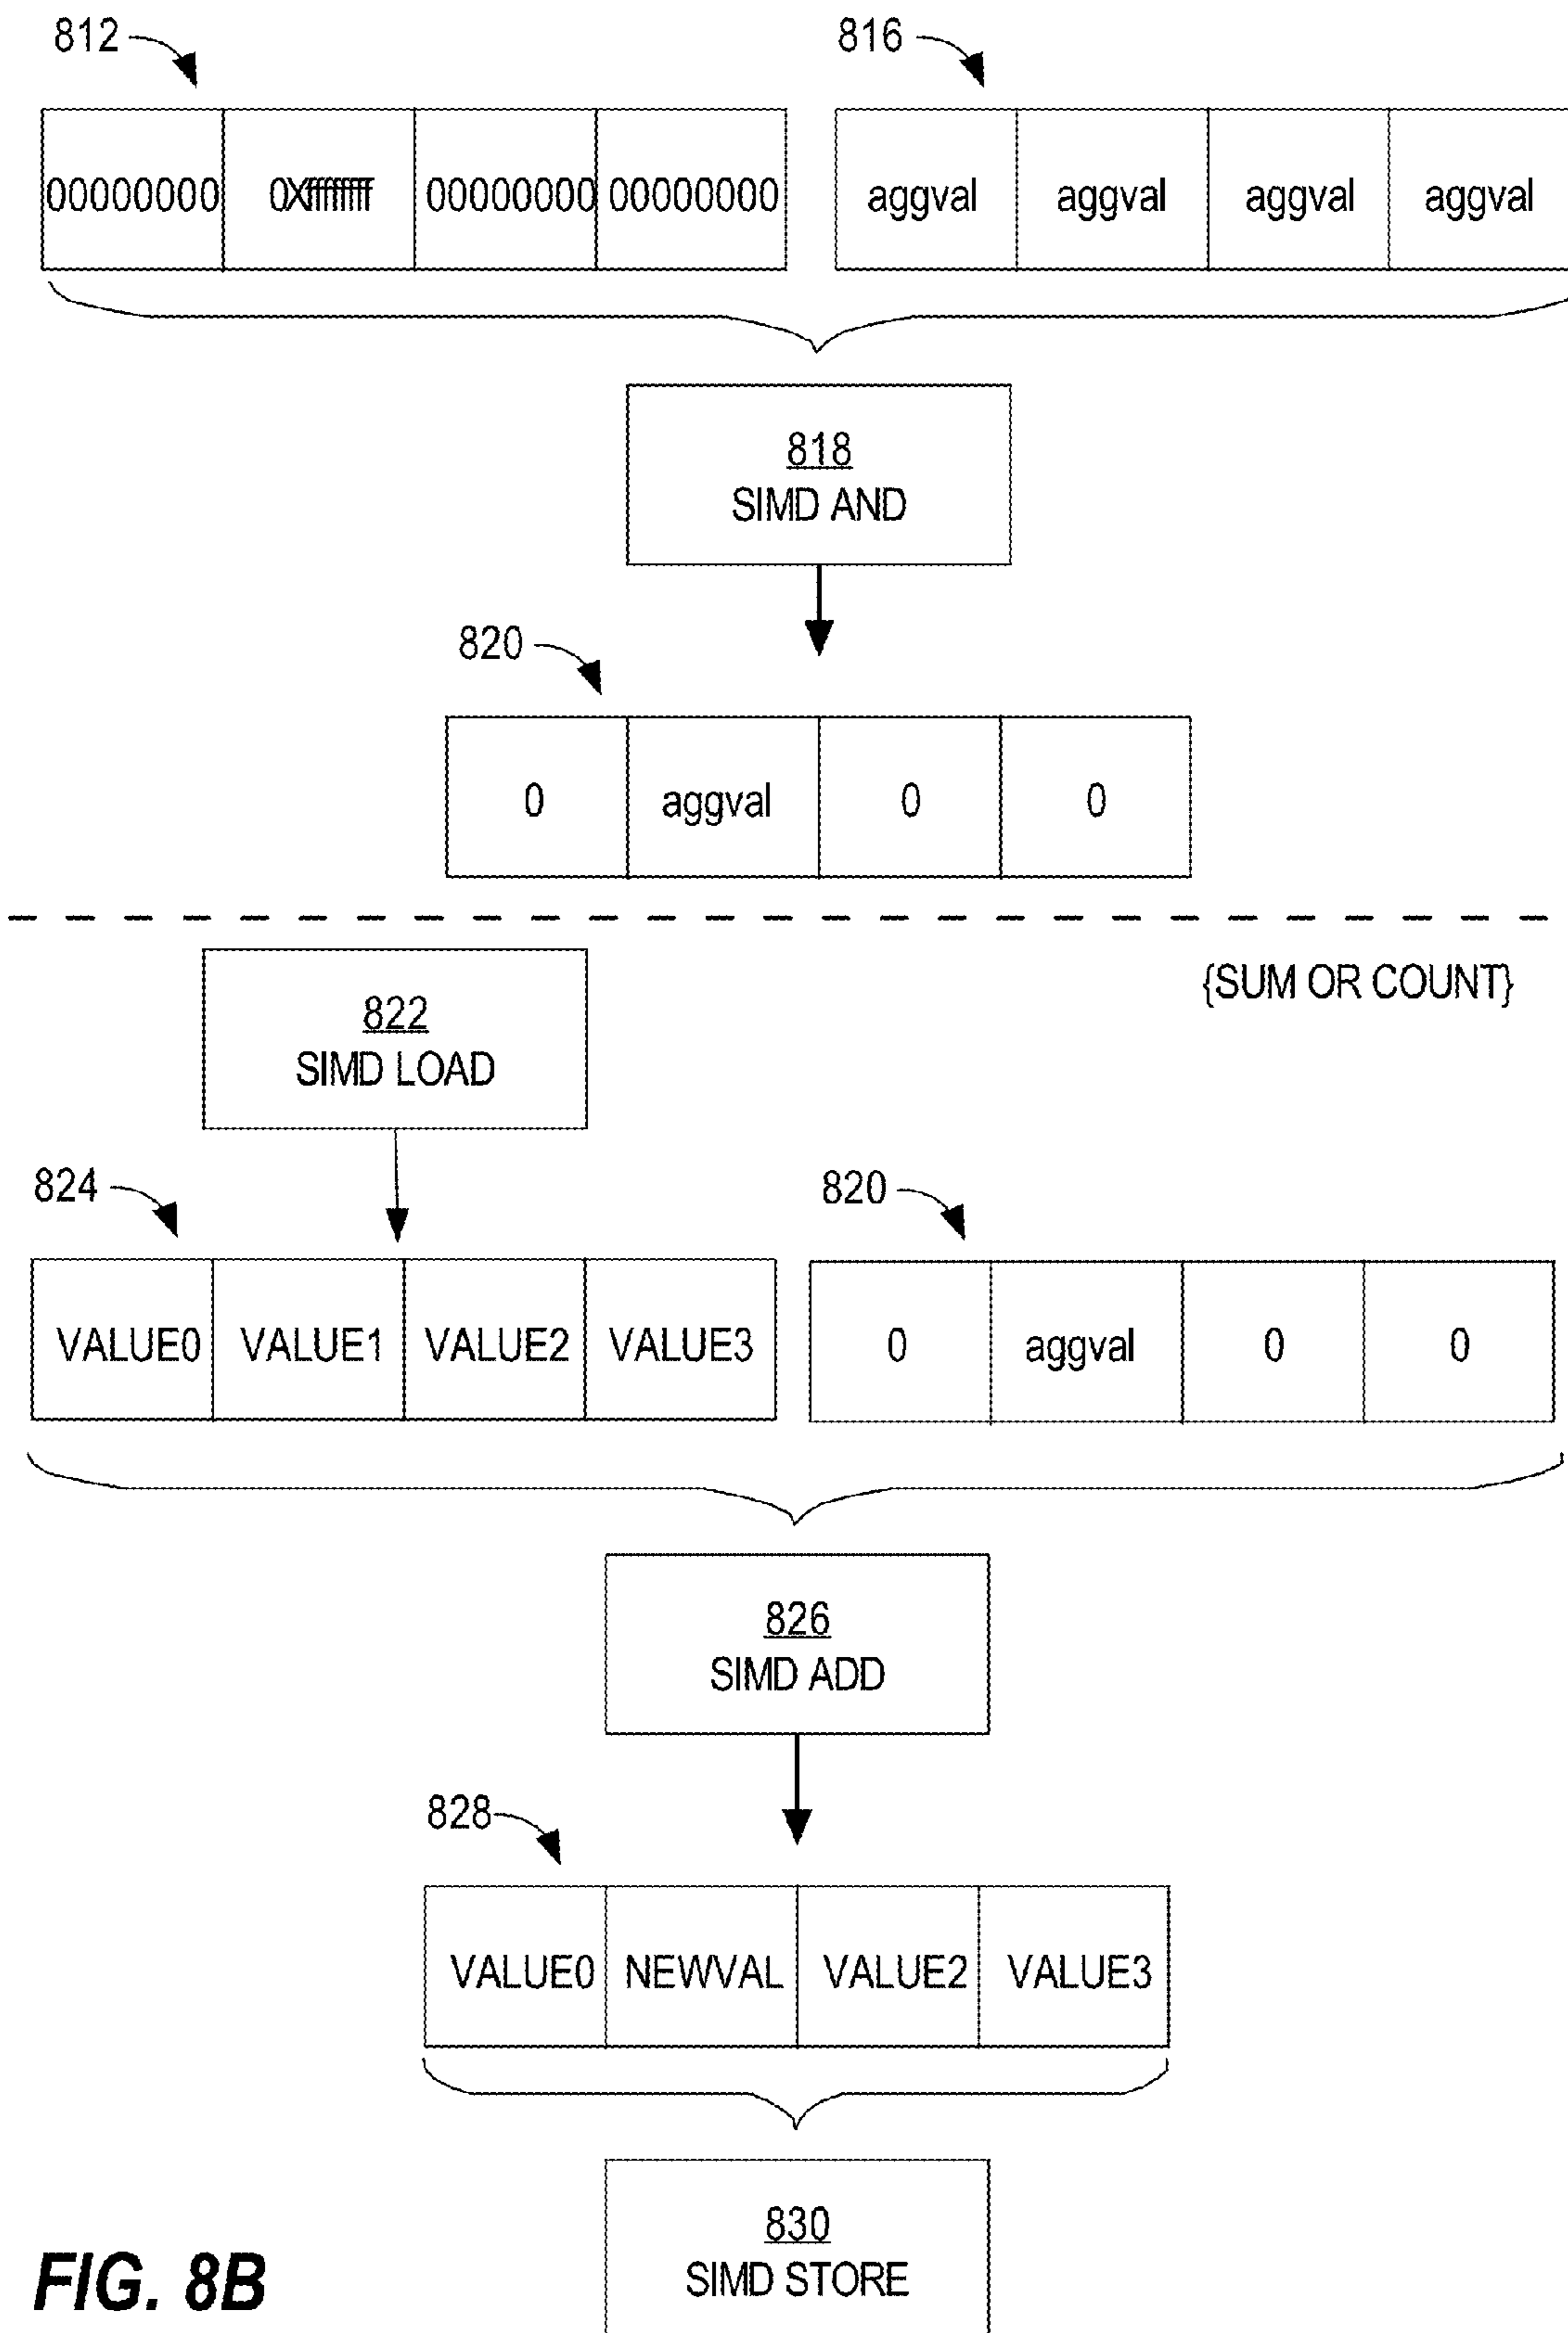 812 816
00000000 0Xffffffff 00000000 00000000 aggval aggval aggval aggval
818
SIMD AND
820
0 aggval 0 0
{SUM OR COUNT}
822
SIMD LOAD
824 820
VALUE0 VALUE1 VALUE2 VALUE3 0 aggval 0 0
826
SIMD ADD
828
VALUE0 NEWVAL VALUE2 VALUE3
830
SIMD STORE
FIG. 8B